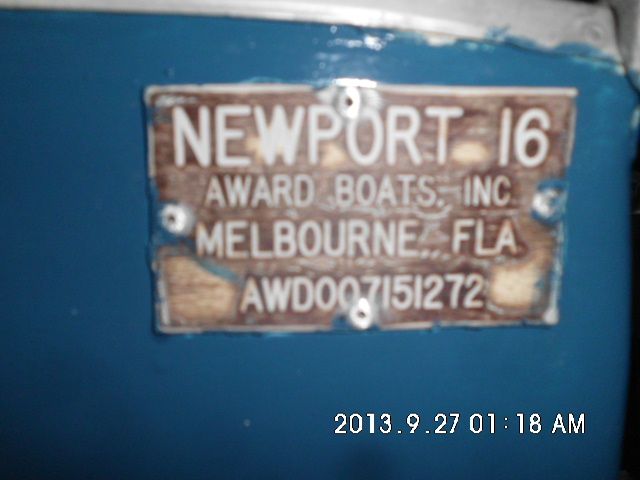 NEWPORT 16
AWARD BOATS, INC
MELBOURNE, FLA
AWD007151272
2013.9.27 01:18 AM